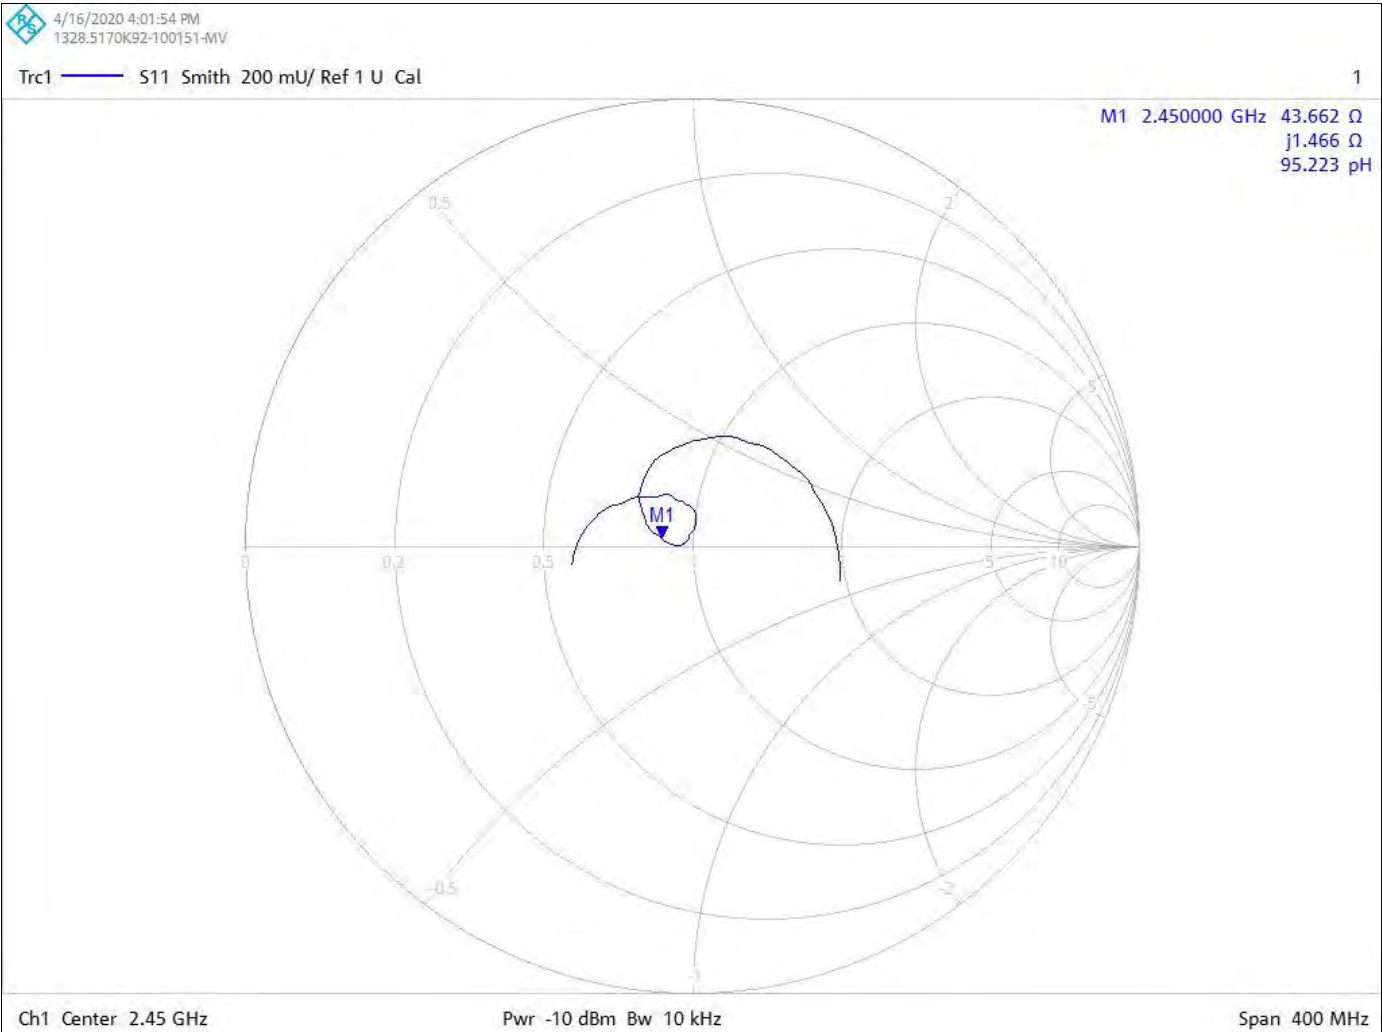 R/S
4/16/2020 4:01:54 PM
1328.5170K92-100151-MV
Trc1 S11 Smith 200 mU/ Ref 1 U Cal
1
M1 2.450000 GHz 43.662 Ω
j1.466 Ω
95.223 pH
0.5
2
5
M1
0 0.2 0.5 1 5 10
-5
-0.5
-2
-1
Ch1 Center 2.45 GHz Pwr -10 dBm Bw 10 kHz Span 400 MHz